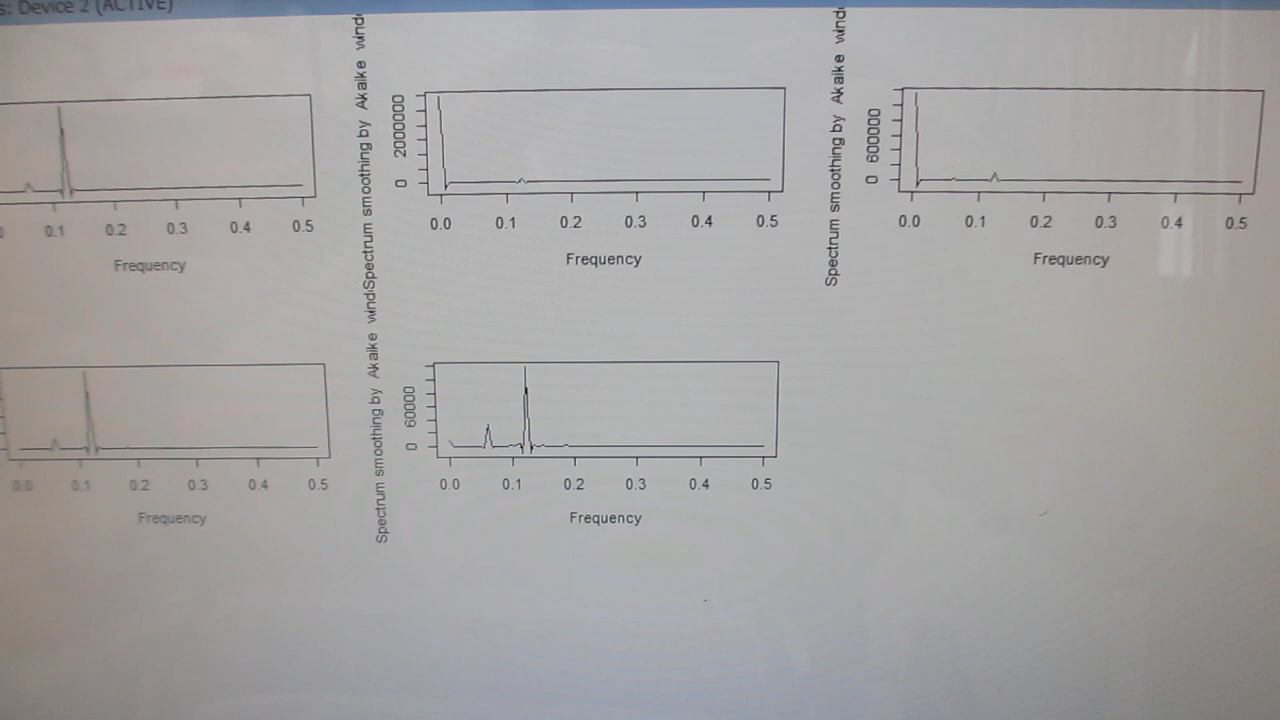 s: Device 2 (ACTIVE)
0.1 0.2 0.3 0.4 0.5
Frequency
Spectrum smoothing by Akaike wind
0 2000000
0.0 0.1 0.2 0.3 0.4 0.5
Frequency
Spectrum smoothing by Akaike wind
0 600000
0.0 0.1 0.2 0.3 0.4 0.5
Frequency
0.0 0.1 0.2 0.3 0.4 0.5
Frequency
Spectrum smoothing by Akaike wind
0 60000
0.0 0.1 0.2 0.3 0.4 0.5
Frequency